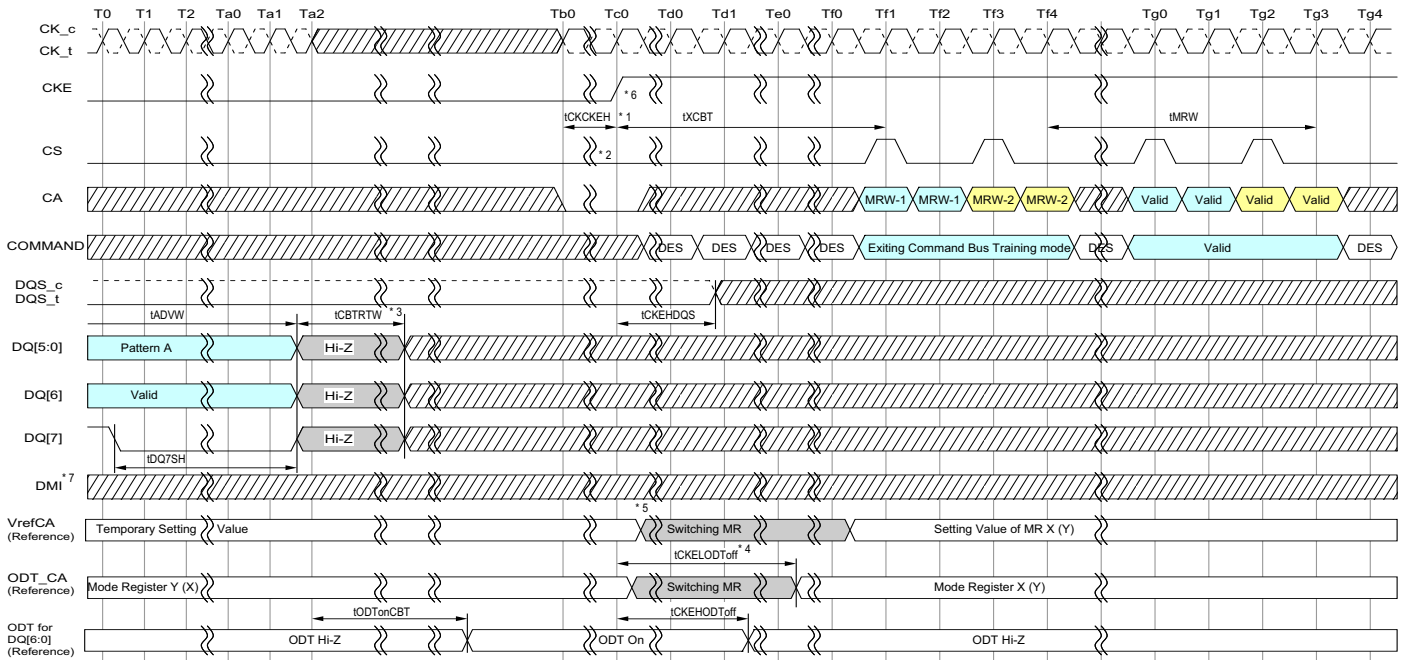 T0 T1 T2 Ta0 Ta1 Ta2 Tb0 Tc0 Td0 Td1 Te0 Tf0 Tf1 Tf2 Tf3 Tf4 Tg0 Tg1 Tg2 Tg3 Tg4
CK_c
CK_t
CKE
* 6
tCKCKEH * 1 tXCBT tMRW
CS
* 2
CA MRW-1 MRW-1 MRW-2 MRW-2 Valid Valid Valid Valid
COMMAND DES DES DES DES Exiting Command Bus Training mode DES Valid DES
DQS_c
DQS_t
tADVW tCBTRTW * 3 tCKEHDQS
DQ[5:0] Pattern A Hi-Z
DQ[6] Valid Hi-Z
DQ[7] Hi-Z
tDQ7SH
DMI * 7
* 5
VrefCA
(Reference)
Temporary Setting Value Switching MR Setting Value of MR X (Y)
tCKELODToff * 4
ODT_CA
(Reference)
Mode Register Y (X) Switching MR Mode Register X (Y)
tODTonCBT tCKEHODToff
ODT for
DQ[6:0]
(Reference)
ODT Hi-Z ODT On ODT Hi-Z